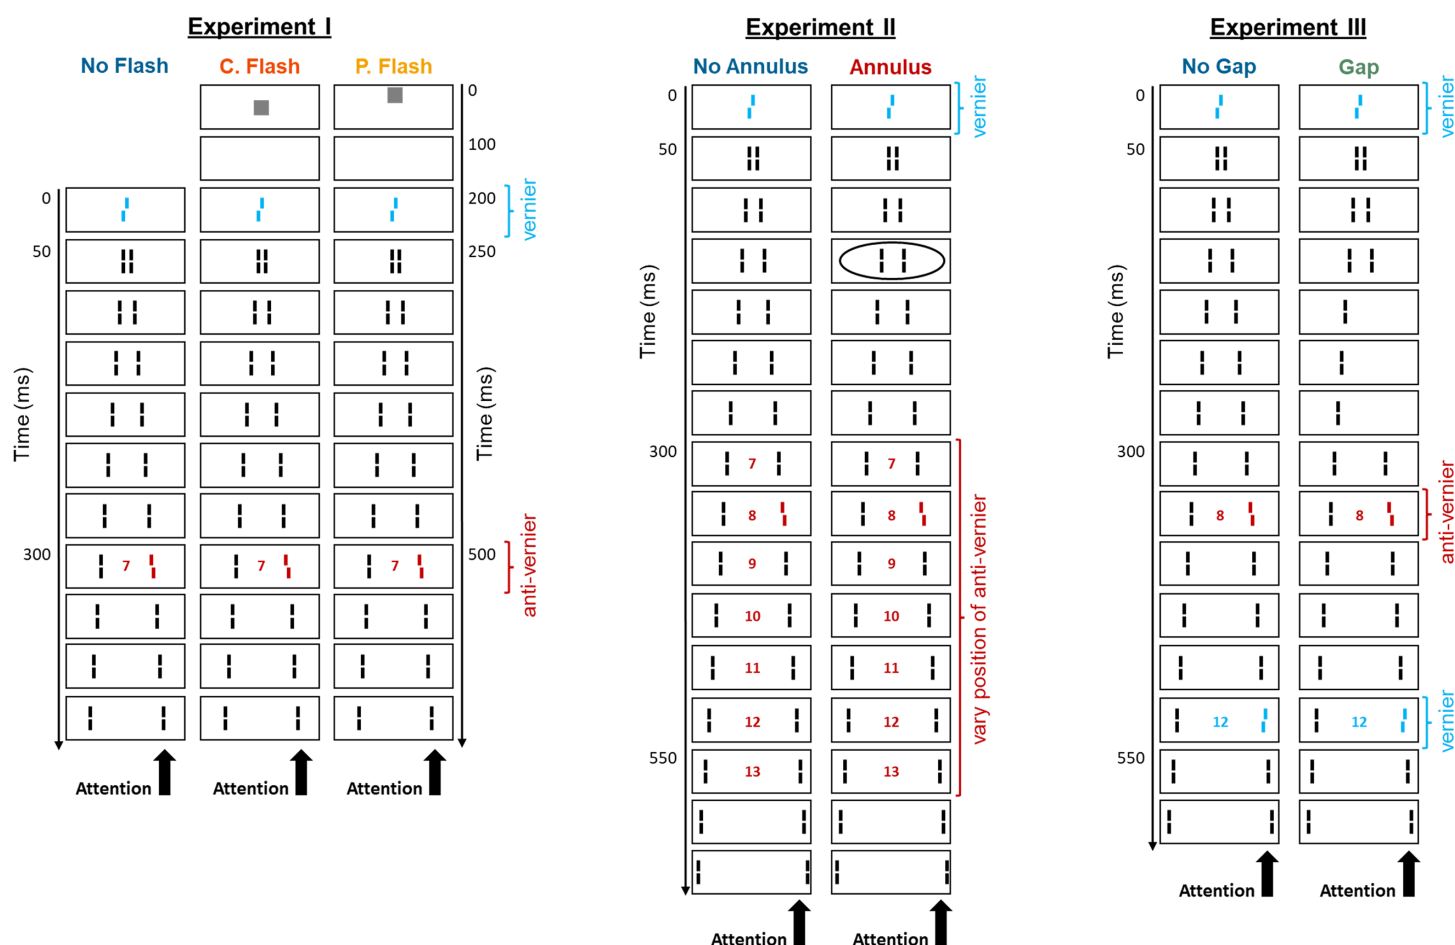 Experiment I
No Flash
C. Flash
P. Flash
0
100
0
200
vernier
50
250
Time (ms)
Time (ms)
300
7
7
7
500
anti-vernier
Attention
Attention
Attention
Experiment II
No Annulus
Annulus
0
vernier
50
Time (ms)
300
7
7
8
8
9
9
10
10
11
11
12
12
550
13
13
vary position of anti-vernier
Attention
Attention
Experiment III
No Gap
Gap
0
vernier
50
Time (ms)
300
8
8
anti-vernier
12
12
vernier
550
Attention
Attention